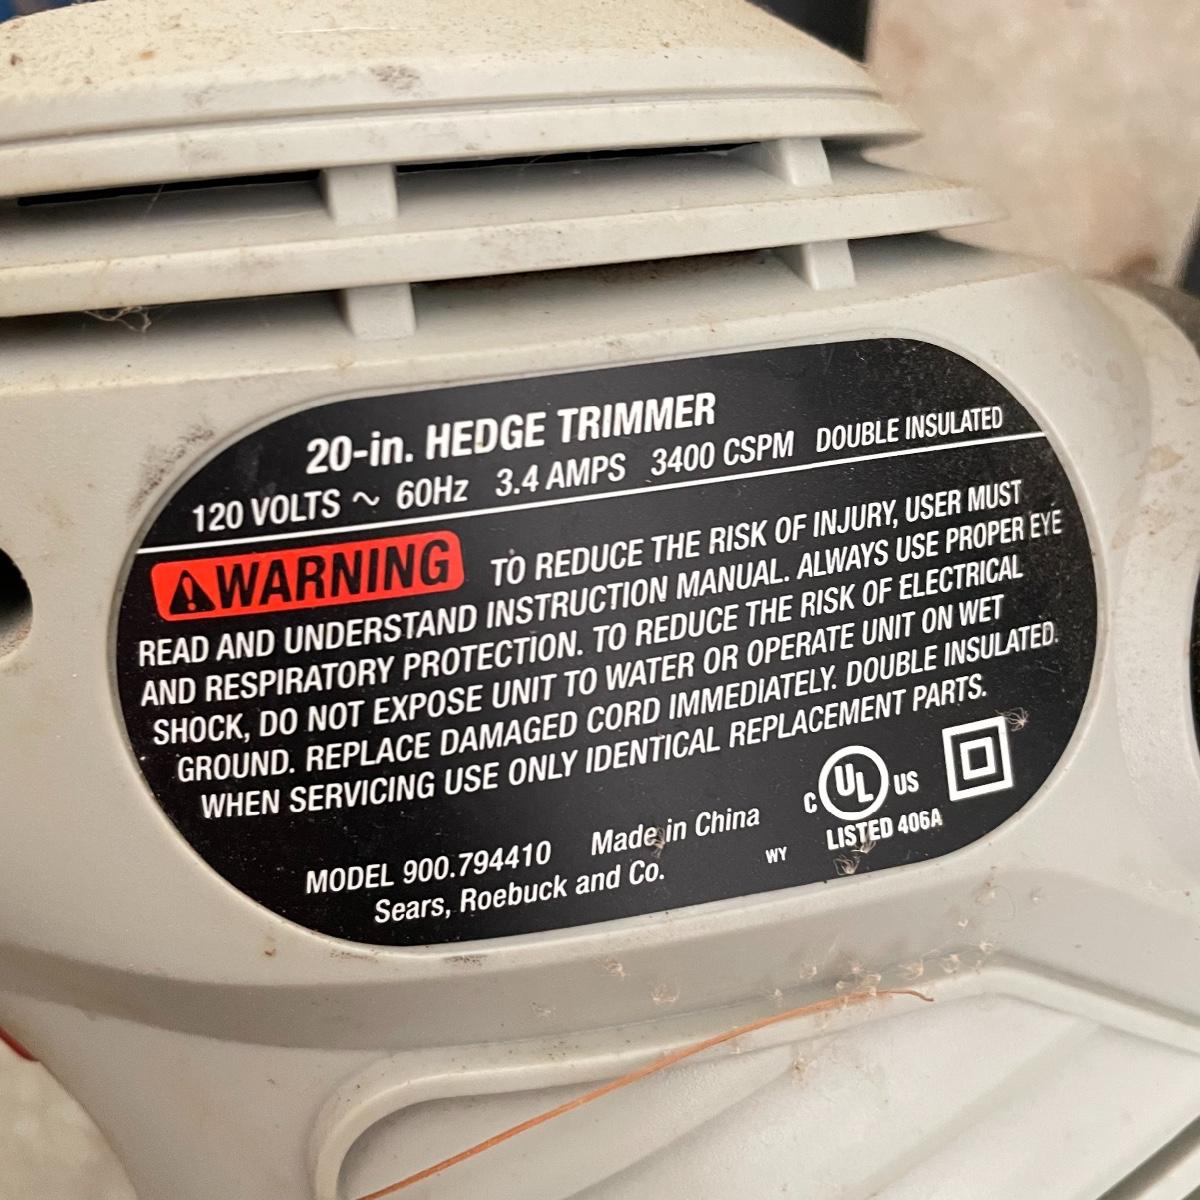 20-in. HEDGE TRIMMER
120 VOLTS ~ 60Hz 3.4 AMPS 3400 CSPM DOUBLE INSULATED
WARNING TO REDUCE THE RISK OF INJURY, USER MUST
READ AND UNDERSTAND INSTRUCTION MANUAL. ALWAYS USE PROPER EYE
AND RESPIRATORY PROTECTION. TO REDUCE THE RISK OF ELECTRICAL
SHOCK, DO NOT EXPOSE UNIT TO WATER OR OPERATE UNIT ON WET
GROUND. REPLACE DAMAGED CORD IMMEDIATELY. DOUBLE INSULATED.
WHEN SERVICING USE ONLY IDENTICAL REPLACEMENT PARTS.
C UL US
LISTED 406A
MODEL 900.794410 Made in China
Sears, Roebuck and Co. WY